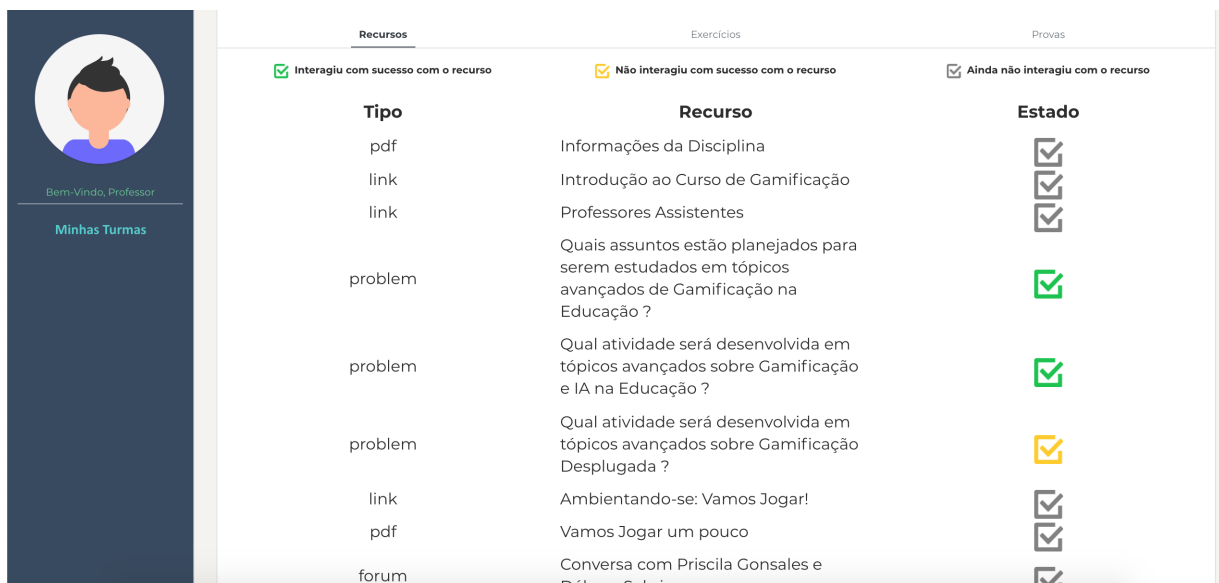 Recursos
Exercícios
Provas
Interagiu com sucesso com o recurso
Não interagiu com sucesso com o recurso
Ainda não interagiu com o recurso
Tipo
Recurso
Estado
Bem-Vindo, Professor
Minhas Turmas
pdf
Informações da Disciplina
link
Introdução ao Curso de Gamificação
link
Professores Assistentes
problem
Quais assuntos estão planejados para
serem estudados em tópicos
avançados de Gamificação na
Educação ?
problem
Qual atividade será desenvolvida em
tópicos avançados sobre Gamificação
e IA na Educação ?
problem
Qual atividade será desenvolvida em
tópicos avançados sobre Gamificação
Desplugada ?
link
Ambientando-se: Vamos Jogar!
pdf
Vamos Jogar um pouco
forum
Conversa com Priscila Gonsales e